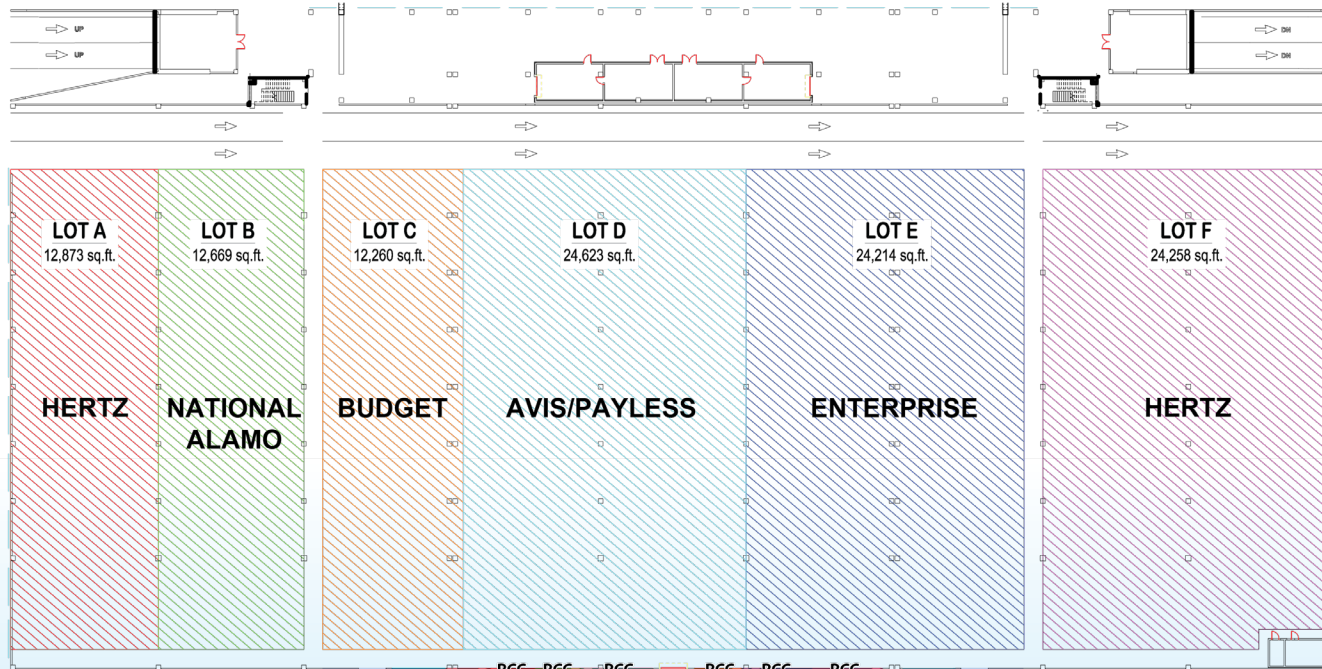 UP
UP
DN
DN
LOT A
12,873 sq.ft.
LOT B
12,669 sq.ft.
LOT C
12,260 sq.ft.
LOT D
24,623 sq.ft.
LOT E
24,214 sq.ft.
LOT F
24,258 sq.ft.
HERTZ
NATIONAL
ALAMO
BUDGET
AVIS/PAYLESS
ENTERPRISE
HERTZ